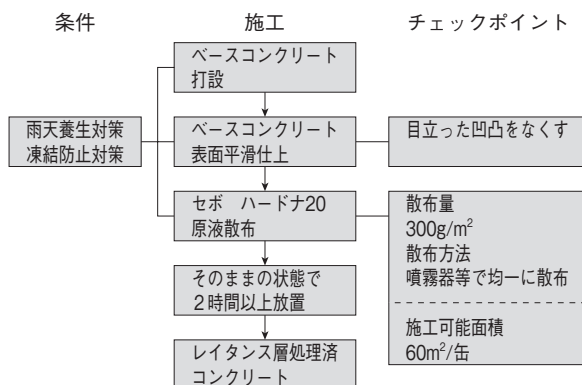 条件
施工
チェックポイント
ベースコンクリート
打設
雨天養生対策
凍結防止対策
ベースコンクリート
表面平滑仕上
目立った凹凸をなくす
セボ　ハードナ20
原液散布
散布量
300g/m²
散布方法
噴霧器等で均一に散布
施工可能面積
60m²/缶
そのままの状態で
２時間以上放置
レイタンス層処理済
コンクリート